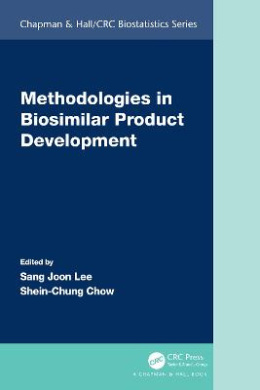 Chapman & Hall/CRC Biostatistics Series
Methodologies in
Biosimilar Product
Development
Edited by
Sang Joon Lee
Shein-Chung Chow
CRC Press
Taylor & Francis Group
A CHAPMAN & HALL BOOK